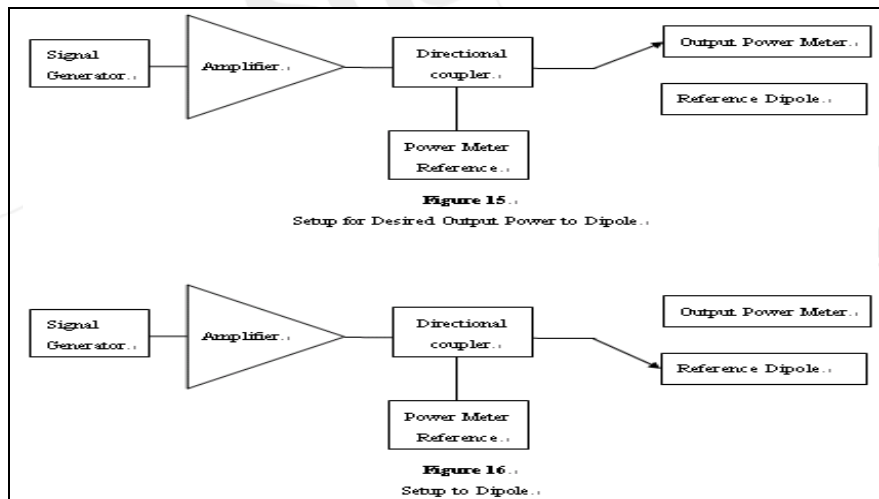 Signal
Generator.
Amplifier.
Directional
coupler.
Output Power Meter.
Reference Dipole.
Power Meter
Reference.
Figure 15.
Setup for Desired Output Power to Dipole.
Signal
Generator.
Amplifier.
Directional
coupler.
Output Power Meter.
Reference Dipole.
Power Meter
Reference.
Figure 16.
Setup to Dipole.